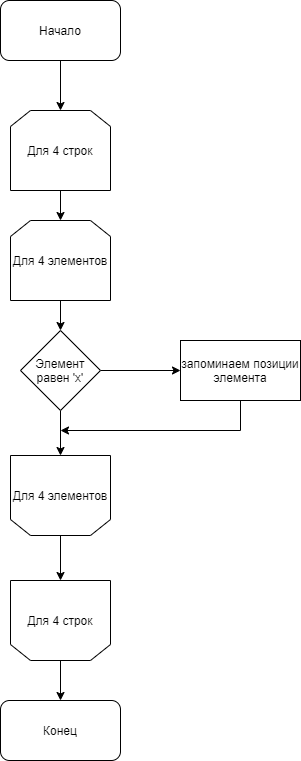 Начало
Для 4 строк
Для 4 элементов
Элемент
равен 'x'
запоминаем позиции
элемента
Для 4 элементов
Для 4 строк
Конец